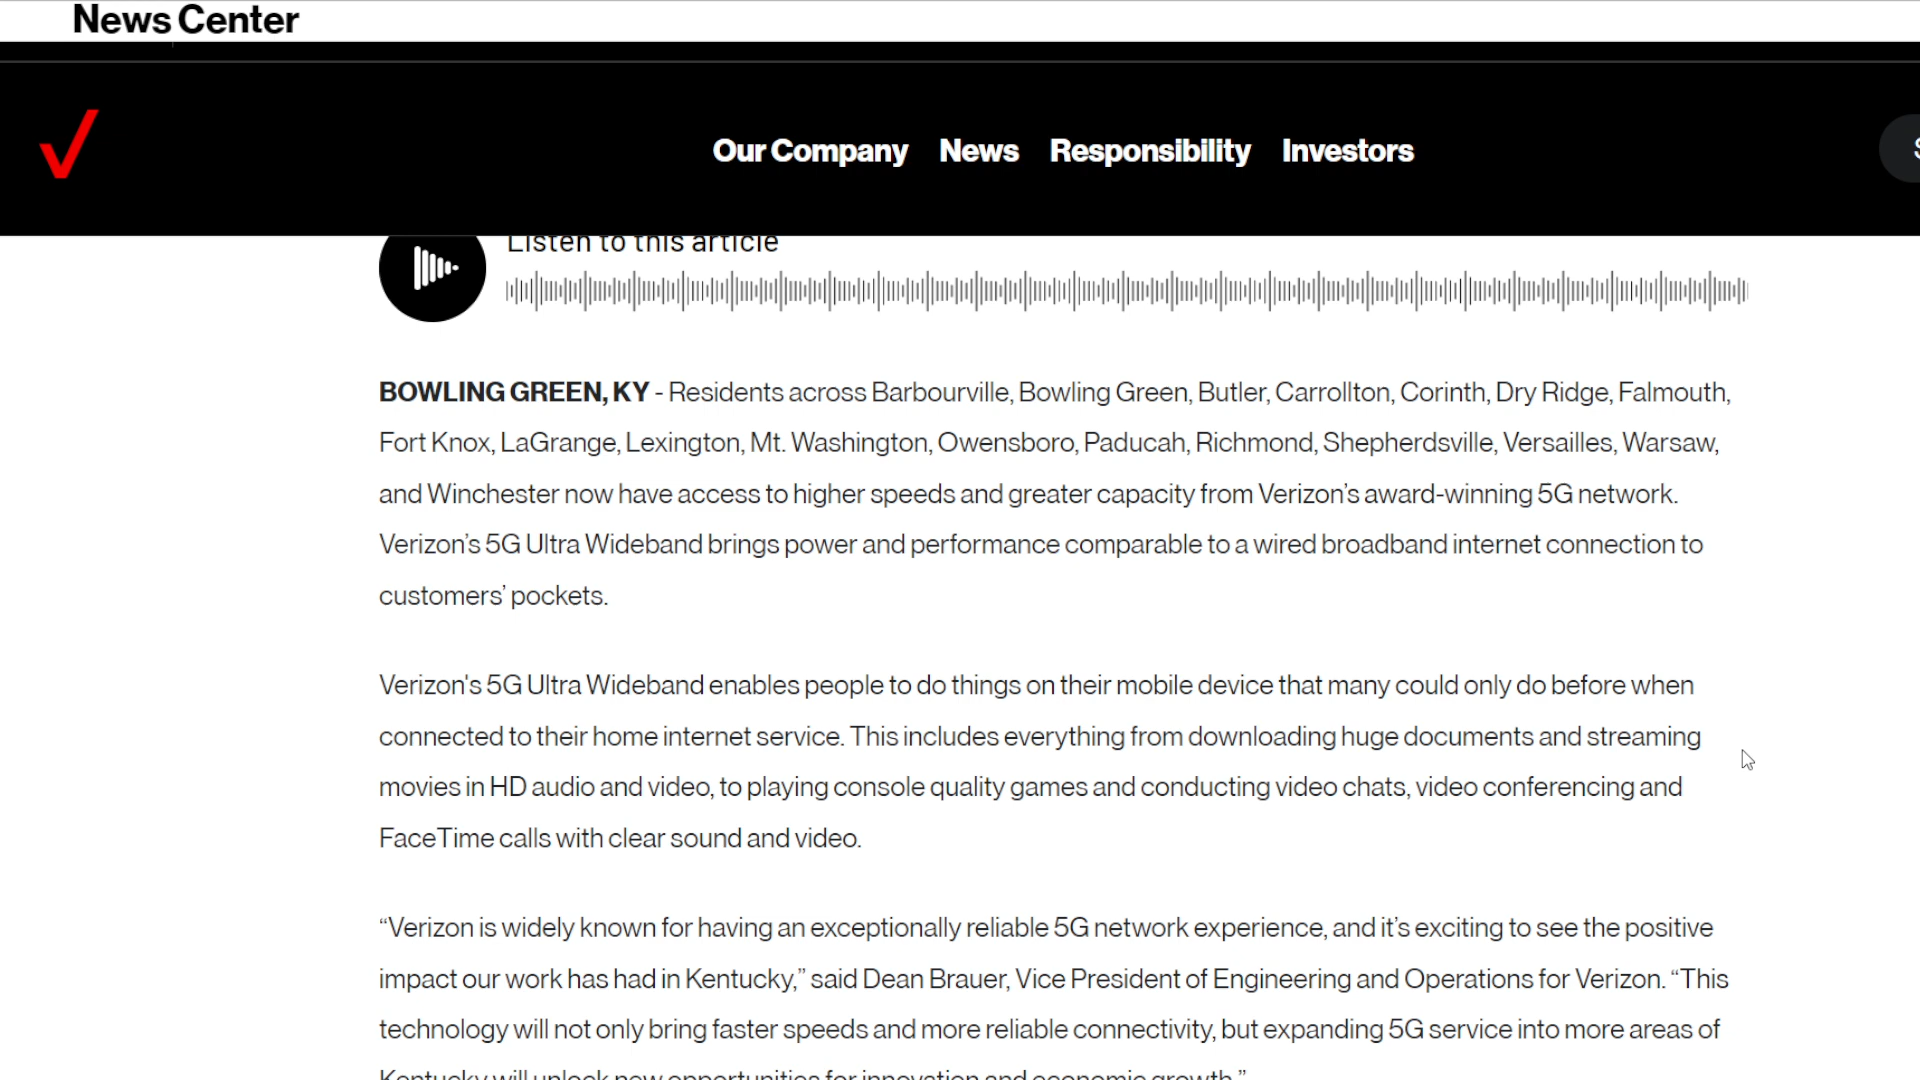 News Center
Our Company News Responsibility Investors
Listen to this article
BOWLING GREEN, KY - Residents across Barbourville, Bowling Green, Butler, Carrollton, Corinth, Dry Ridge, Falmouth,
Fort Knox, LaGrange, Lexington, Mt. Washington, Owensboro, Paducah, Richmond, Shepherdsville, Versailles, Warsaw,
and Winchester now have access to higher speeds and greater capacity from Verizon’s award-winning 5G network.
Verizon’s 5G Ultra Wideband brings power and performance comparable to a wired broadband internet connection to
customers’ pockets.
Verizon's 5G Ultra Wideband enables people to do things on their mobile device that many could only do before when
connected to their home internet service. This includes everything from downloading huge documents and streaming
movies in HD audio and video, to playing console quality games and conducting video chats, video conferencing and
FaceTime calls with clear sound and video.
“Verizon is widely known for having an exceptionally reliable 5G network experience, and it’s exciting to see the positive
impact our work has had in Kentucky,” said Dean Brauer, Vice President of Engineering and Operations for Verizon. “This
technology will not only bring faster speeds and more reliable connectivity, but expanding 5G service into more areas of
Kentucky will unlock new opportunities for innovation and economic growth.”